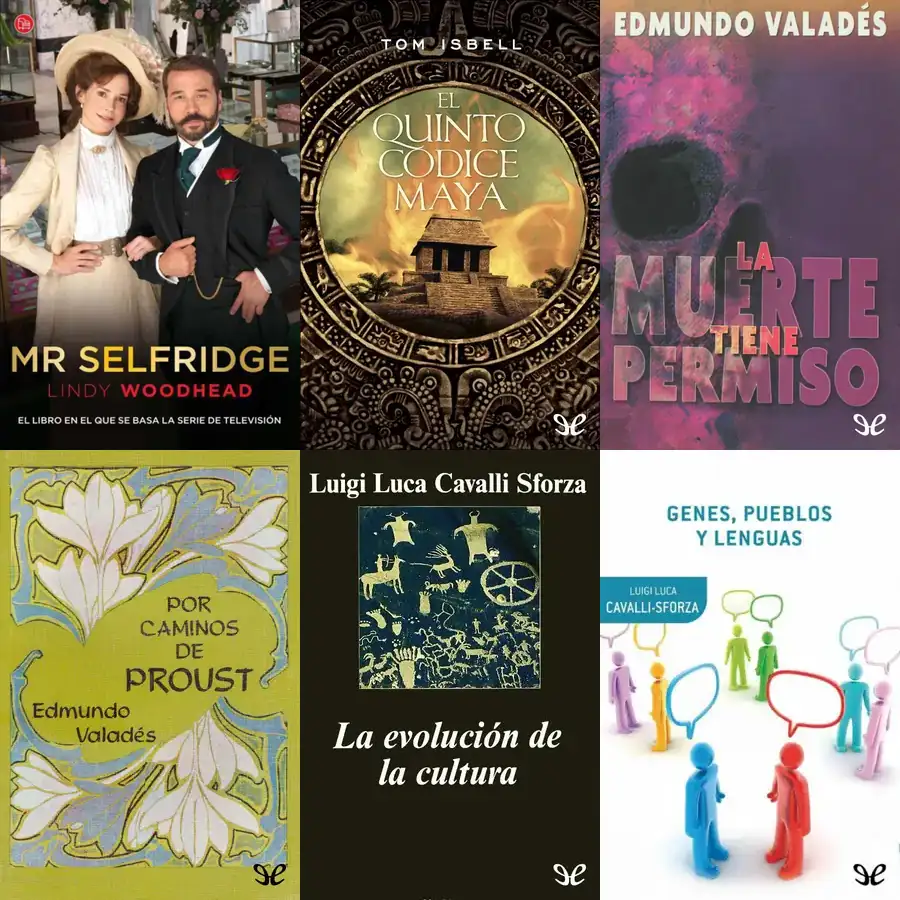 MR SELFRIDGE
LINDY WOODHEAD
EL LIBRO EN EL QUE SE BASA LA SERIE DE TELEVISIÓN
TOM ISBELL
EL
QUINTO
CÓDICE
MAYA
EDMUNDO VALADÉS
LA
MUERTE
TIENE
PERMISO
POR
CAMINOS
DE
PROUST
Edmundo
Valadés
Luigi Luca Cavalli Sforza
La evolución de
la cultura
GENES, PUEBLOS
Y LENGUAS
LUIGI LUCA
CAVALLI-SFORZA